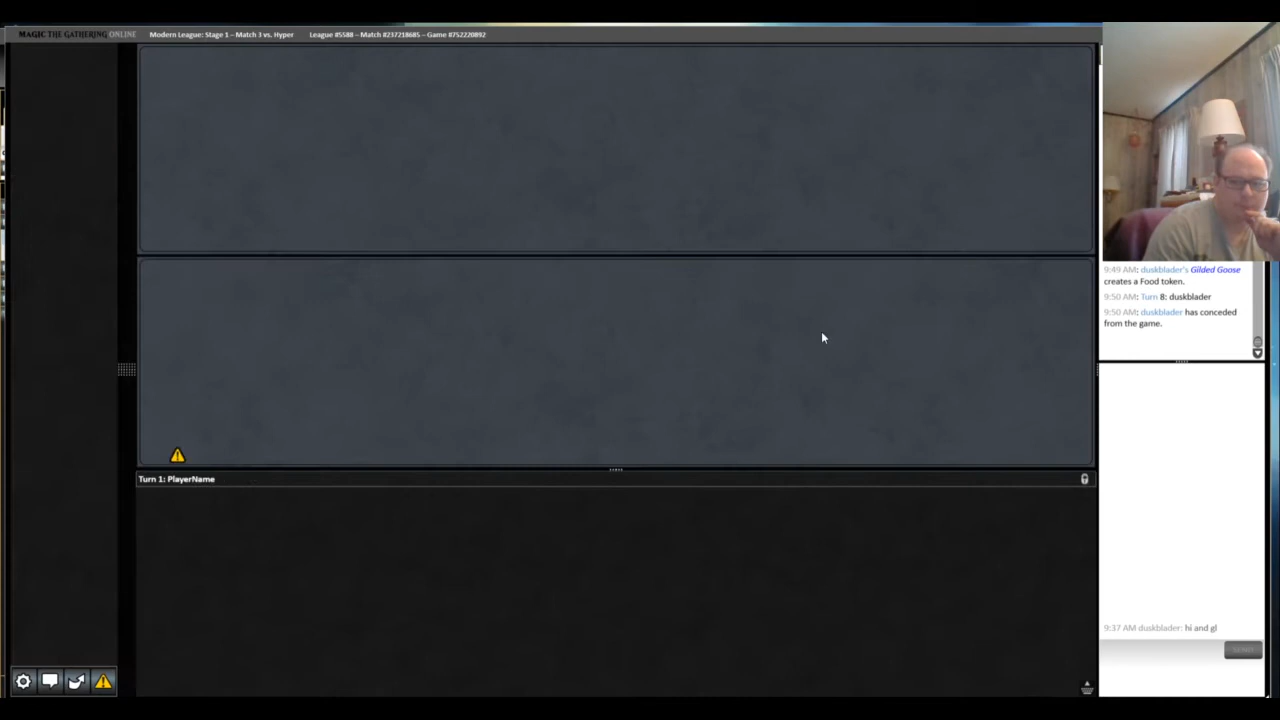 MAGIC THE GATHERING ONLINE Modern League: Stage 1 – Match 3 vs. Hyper League #5588 – Match #237218685 – Game #752220892
9:49 AM: duskblader's Gilded Goose
creates a Food token.
9:50 AM: Turn 8: duskblader
9:50 AM: duskblader has conceded
from the game.
Turn 1: PlayerName
9:37 AM duskblader: hi and gl
SEND